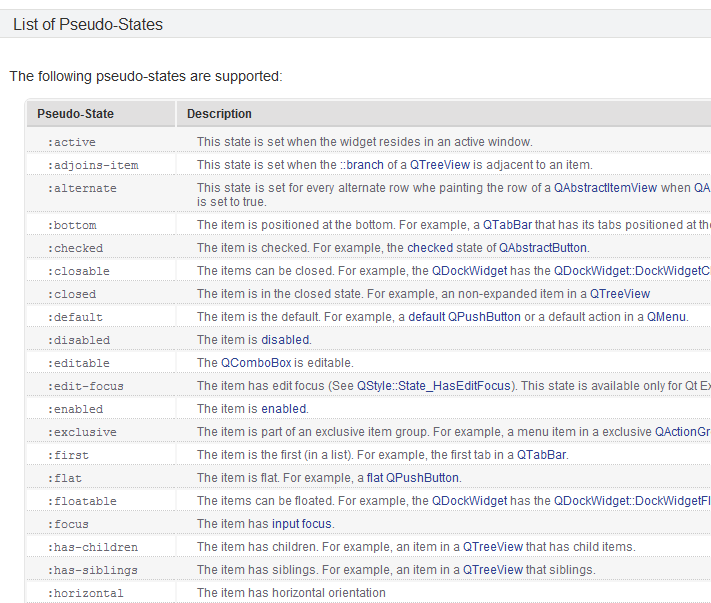 List of Pseudo-States
The following pseudo-states are supported:
Pseudo-State Description
:active This state is set when the widget resides in an active window.
:adjoins-item This state is set when the ::branch of a QTreeView is adjacent to an item.
:alternate This state is set for every alternate row whe painting the row of a QAbstractItemView when QA
is set to true.
:bottom The item is positioned at the bottom. For example, a QTabBar that has its tabs positioned at the
:checked The item is checked. For example, the checked state of QAbstractButton.
:closable The items can be closed. For example, the QDockWidget has the QDockWidget::DockWidgetCl
:closed The item is in the closed state. For example, an non-expanded item in a QTreeView
:default The item is the default. For example, a default QPushButton or a default action in a QMenu.
:disabled The item is disabled.
:editable The QComboBox is editable.
:edit-focus The item has edit focus (See QStyle::State_HasEditFocus). This state is available only for Qt Ex
:enabled The item is enabled.
:exclusive The item is part of an exclusive item group. For example, a menu item in a exclusive QActionGr
:first The item is the first (in a list). For example, the first tab in a QTabBar.
:flat The item is flat. For example, a flat QPushButton.
:floatable The items can be floated. For example, the QDockWidget has the QDockWidget::DockWidgetFl
:focus The item has input focus.
:has-children The item has children. For example, an item in a QTreeView that has child items.
:has-siblings The item has siblings. For example, an item in a QTreeView that siblings.
:horizontal The item has horizontal orientation